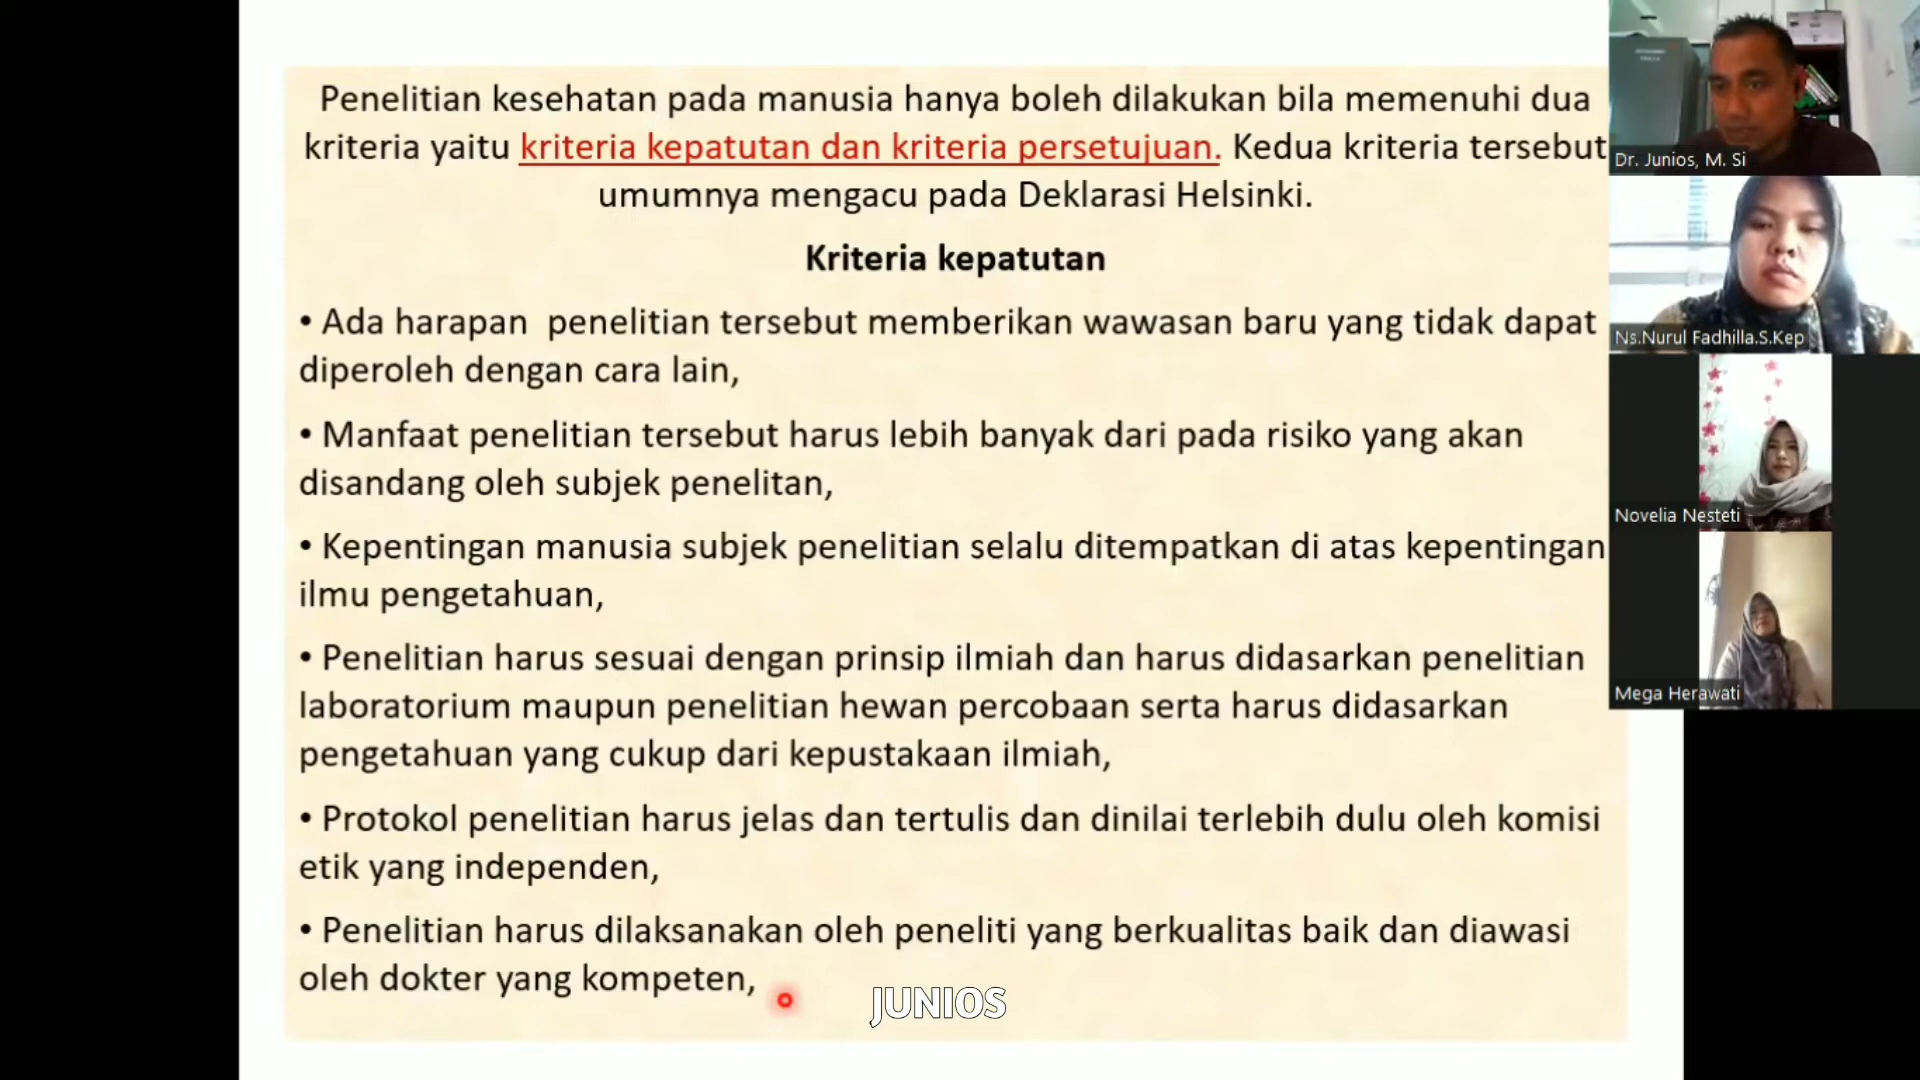 Penelitian kesehatan pada manusia hanya boleh dilakukan bila memenuhi dua
kriteria yaitu kriteria kepatutan dan kriteria persetujuan. Kedua kriteria tersebut
umumnya mengacu pada Deklarasi Helsinki.
Kriteria kepatutan
• Ada harapan  penelitian tersebut memberikan wawasan baru yang tidak dapat
diperoleh dengan cara lain,
• Manfaat penelitian tersebut harus lebih banyak dari pada risiko yang akan
disandang oleh subjek penelitan,
• Kepentingan manusia subjek penelitian selalu ditempatkan di atas kepentingan
ilmu pengetahuan,
• Penelitian harus sesuai dengan prinsip ilmiah dan harus didasarkan penelitian
laboratorium maupun penelitian hewan percobaan serta harus didasarkan
pengetahuan yang cukup dari kepustakaan ilmiah,
• Protokol penelitian harus jelas dan tertulis dan dinilai terlebih dulu oleh komisi
etik yang independen,
• Penelitian harus dilaksanakan oleh peneliti yang berkualitas baik dan diawasi
oleh dokter yang kompeten,
JUNIOS
Dr. Junios, M. Si
Ns.Nurul Fadhilla.S.Kep
Novelia Nesteti
Mega Herawati